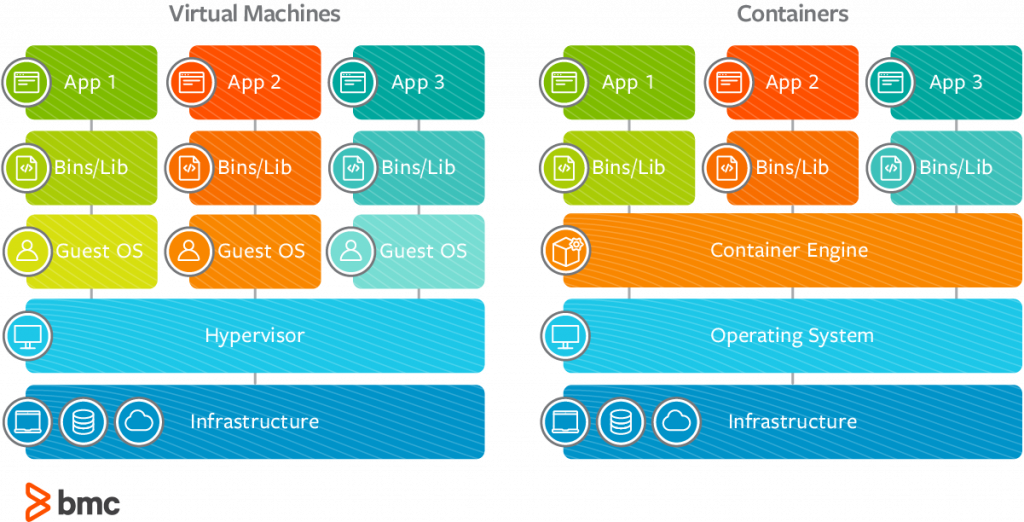 Virtual Machines
App 1
App 2
App 3
Bins/Lib
Bins/Lib
Bins/Lib
Guest OS
Guest OS
Guest OS
Hypervisor
Infrastructure
Containers
App 1
App 2
App 3
Bins/Lib
Bins/Lib
Bins/Lib
Container Engine
Operating System
Infrastructure
bmc